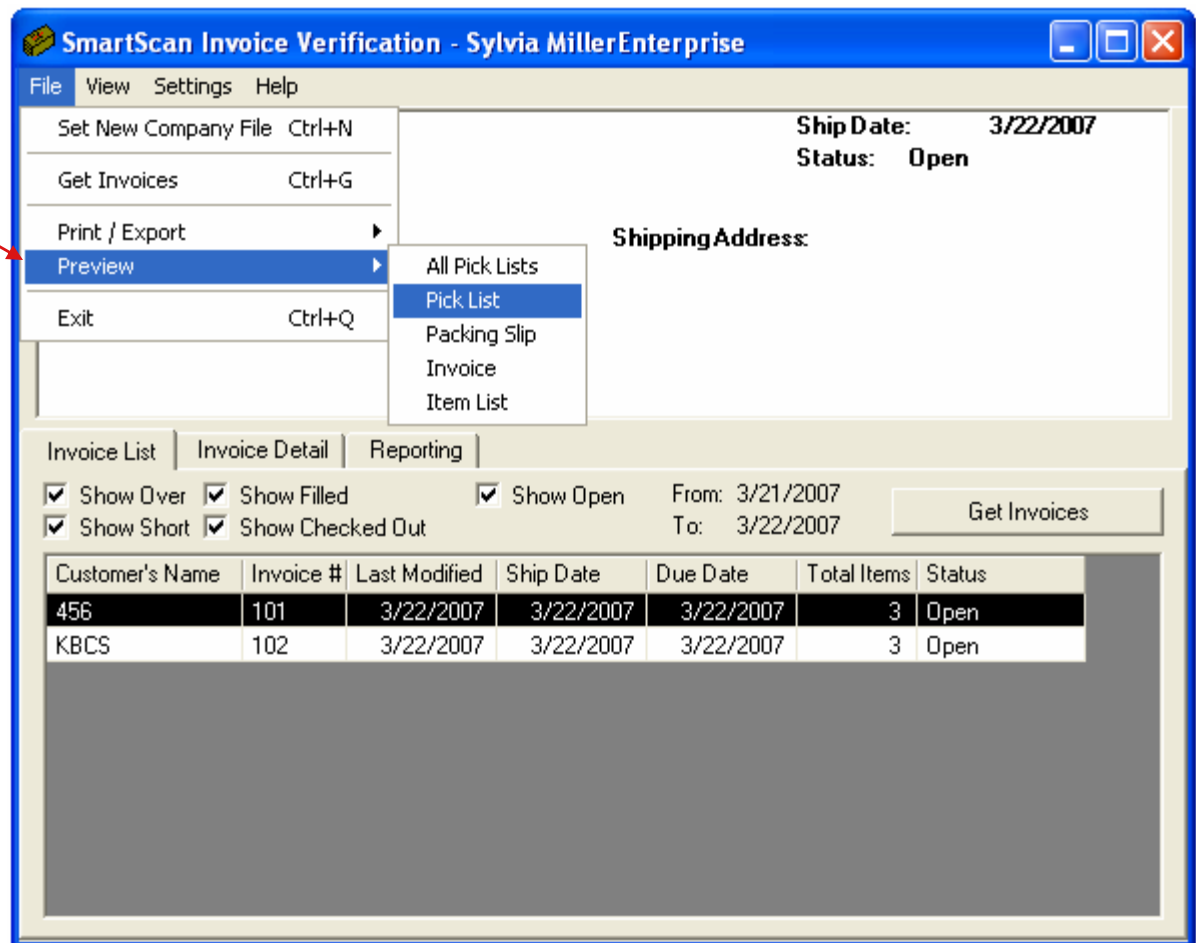 SmartScan Invoice Verification - Sylvia MillerEnterprise
File View Settings Help
Set New Company File Ctrl+N
Ship Date: 3/22/2007
Status: Open
Get Invoices Ctrl+G
Print / Export
Shipping Address:
Preview
All Pick Lists
Pick List
Exit Ctrl+Q
Packing Slip
Invoice
Item List
Invoice List Invoice Detail Reporting
Show Over Show Filled Show Open From: 3/21/2007
Get Invoices
Show Short Show Checked Out To: 3/22/2007
Customer's Name Invoice # Last Modified Ship Date Due Date Total Items Status
456 101 3/22/2007 3/22/2007 3/22/2007 3 Open
KBCS 102 3/22/2007 3/22/2007 3/22/2007 3 Open